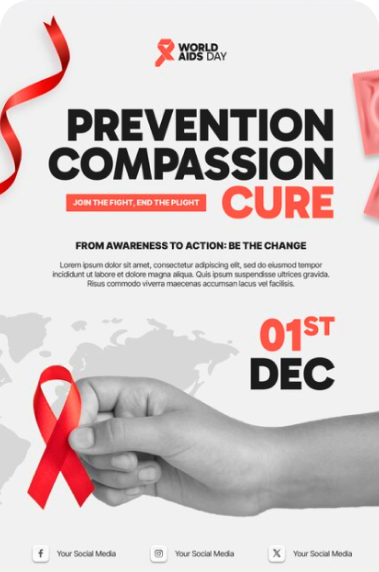 WORLD
AIDS DAY
PREVENTION
COMPASSION
JOIN THE FIGHT, END THE PLIGHT
CURE
FROM AWARENESS TO ACTION: BE THE CHANGE
Lorem ipsum dolor sit amet, consectetur adipiscing elit, sed do eiusmod tempor
incididunt ut labore et dolore magna aliqua. Quis ipsum suspendisse ultrices gravida.
Risus commodo viverra maecenas accumsan lacus vel facilisis.
01ST
DEC
Your Social Media
Your Social Media
Your Social Media